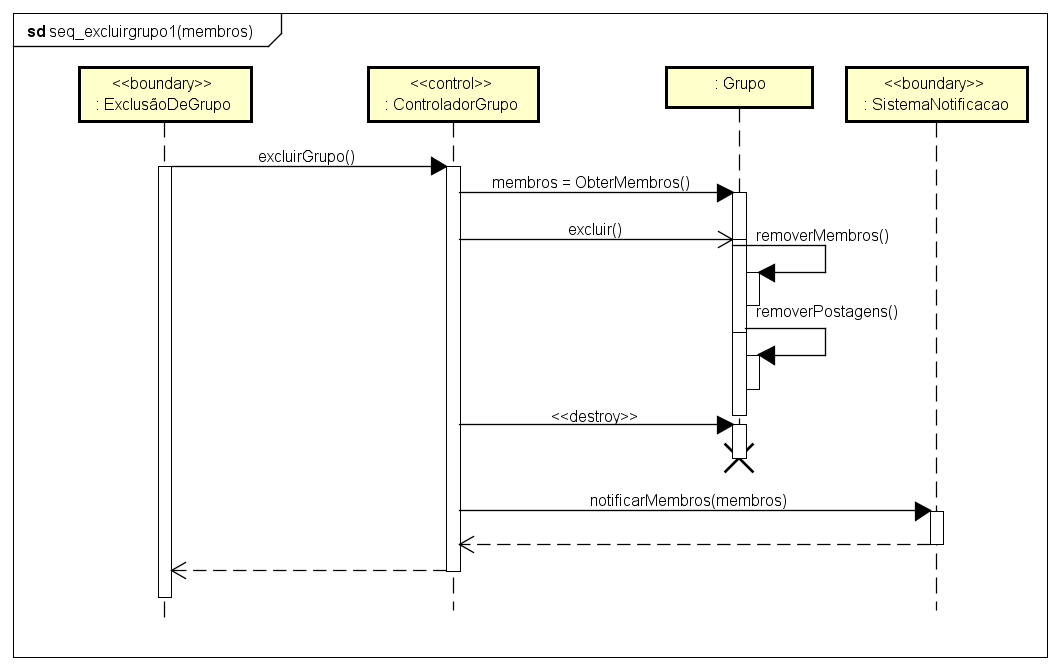 sd seq_excluirgrupo1(membros)
<<boundary>>
: ExclusãoDeGrupo
<<control>>
: ControladorGrupo
: Grupo
<<boundary>>
: SistemaNotificacao
excluirGrupo()
membros = ObterMembros()
excluir()
removerMembros()
removerPostagens()
<<destroy>>
notificarMembros(membros)